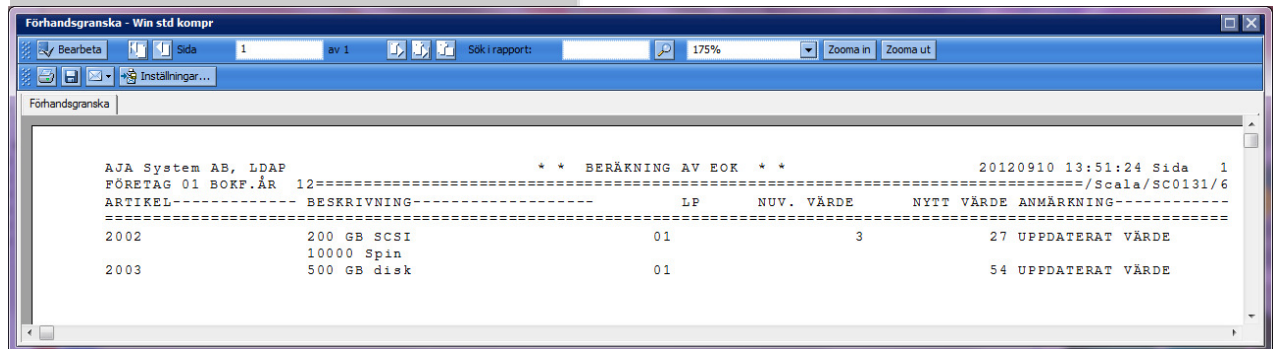 Förhandsgranska - Win std kompr
Bearbeta Sida 1 av 1 Sök i rapport: 175% Zooma in Zooma ut
Inställningar...
Förhandsgranska
AJA System AB, LDAP * * BERÄKNING AV EOK * * 20120910 13:51:24 Sida 1
FÖRETAG 01 BOKF.ÅR 12==============================================================================/Scala/SC0131/6
ARTIKEL------------- BESKRIVNING------------------- LP NUV. VÄRDE NYTT VÄRDE ANMÄRKNING------------
===================================================================================================================
2002 200 GB SCSI 01 3 27 UPPDATERAT VÄRDE
10000 Spin
2003 500 GB disk 01 54 UPPDATERAT VÄRDE